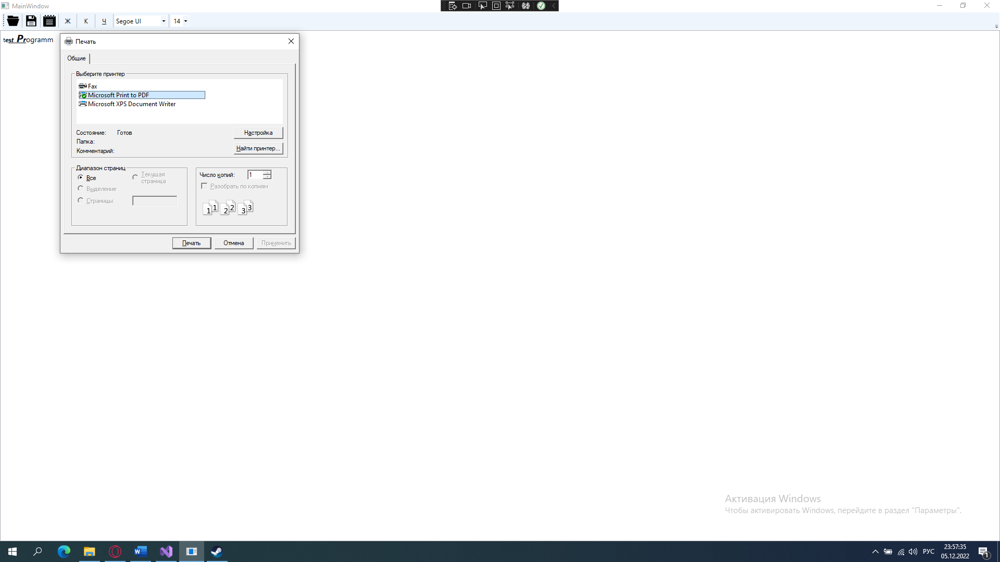 MainWindow
Ж К Ч Segoe UI 14
test Programm
Печать
Общие
Выберите принтер
Fax
Microsoft Print to PDF
Microsoft XPS Document Writer
Состояние: Готов
Настройка
Папка:
Комментарий:
Найти принтер...
Диапазон страниц
Все
Текущая
страница
Выделение
Страницы:
Число копий: 1
Разобрать по копиям
1 1 2 2 3 3
Печать Отмена Применить
Активация Windows
Чтобы активировать Windows, перейдите в раздел "Параметры".
W
РУС
23:57:35
05.12.2022
1